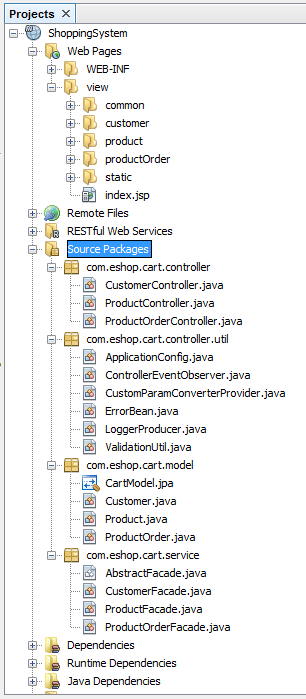 Projects
ShoppingSystem
Web Pages
WEB-INF
view
common
customer
product
productOrder
static
index.jsp
Remote Files
RESTful Web Services
Source Packages
com.eshop.cart.controller
CustomerController.java
ProductController.java
ProductOrderController.java
com.eshop.cart.controller.util
ApplicationConfig.java
ControllerEventObserver.java
CustomParamConverterProvider.java
ErrorBean.java
LoggerProducer.java
ValidationUtil.java
com.eshop.cart.model
CartModel.jpa
Customer.java
Product.java
ProductOrder.java
com.eshop.cart.service
AbstractFacade.java
CustomerFacade.java
ProductFacade.java
ProductOrderFacade.java
Dependencies
Runtime Dependencies
Java Dependencies